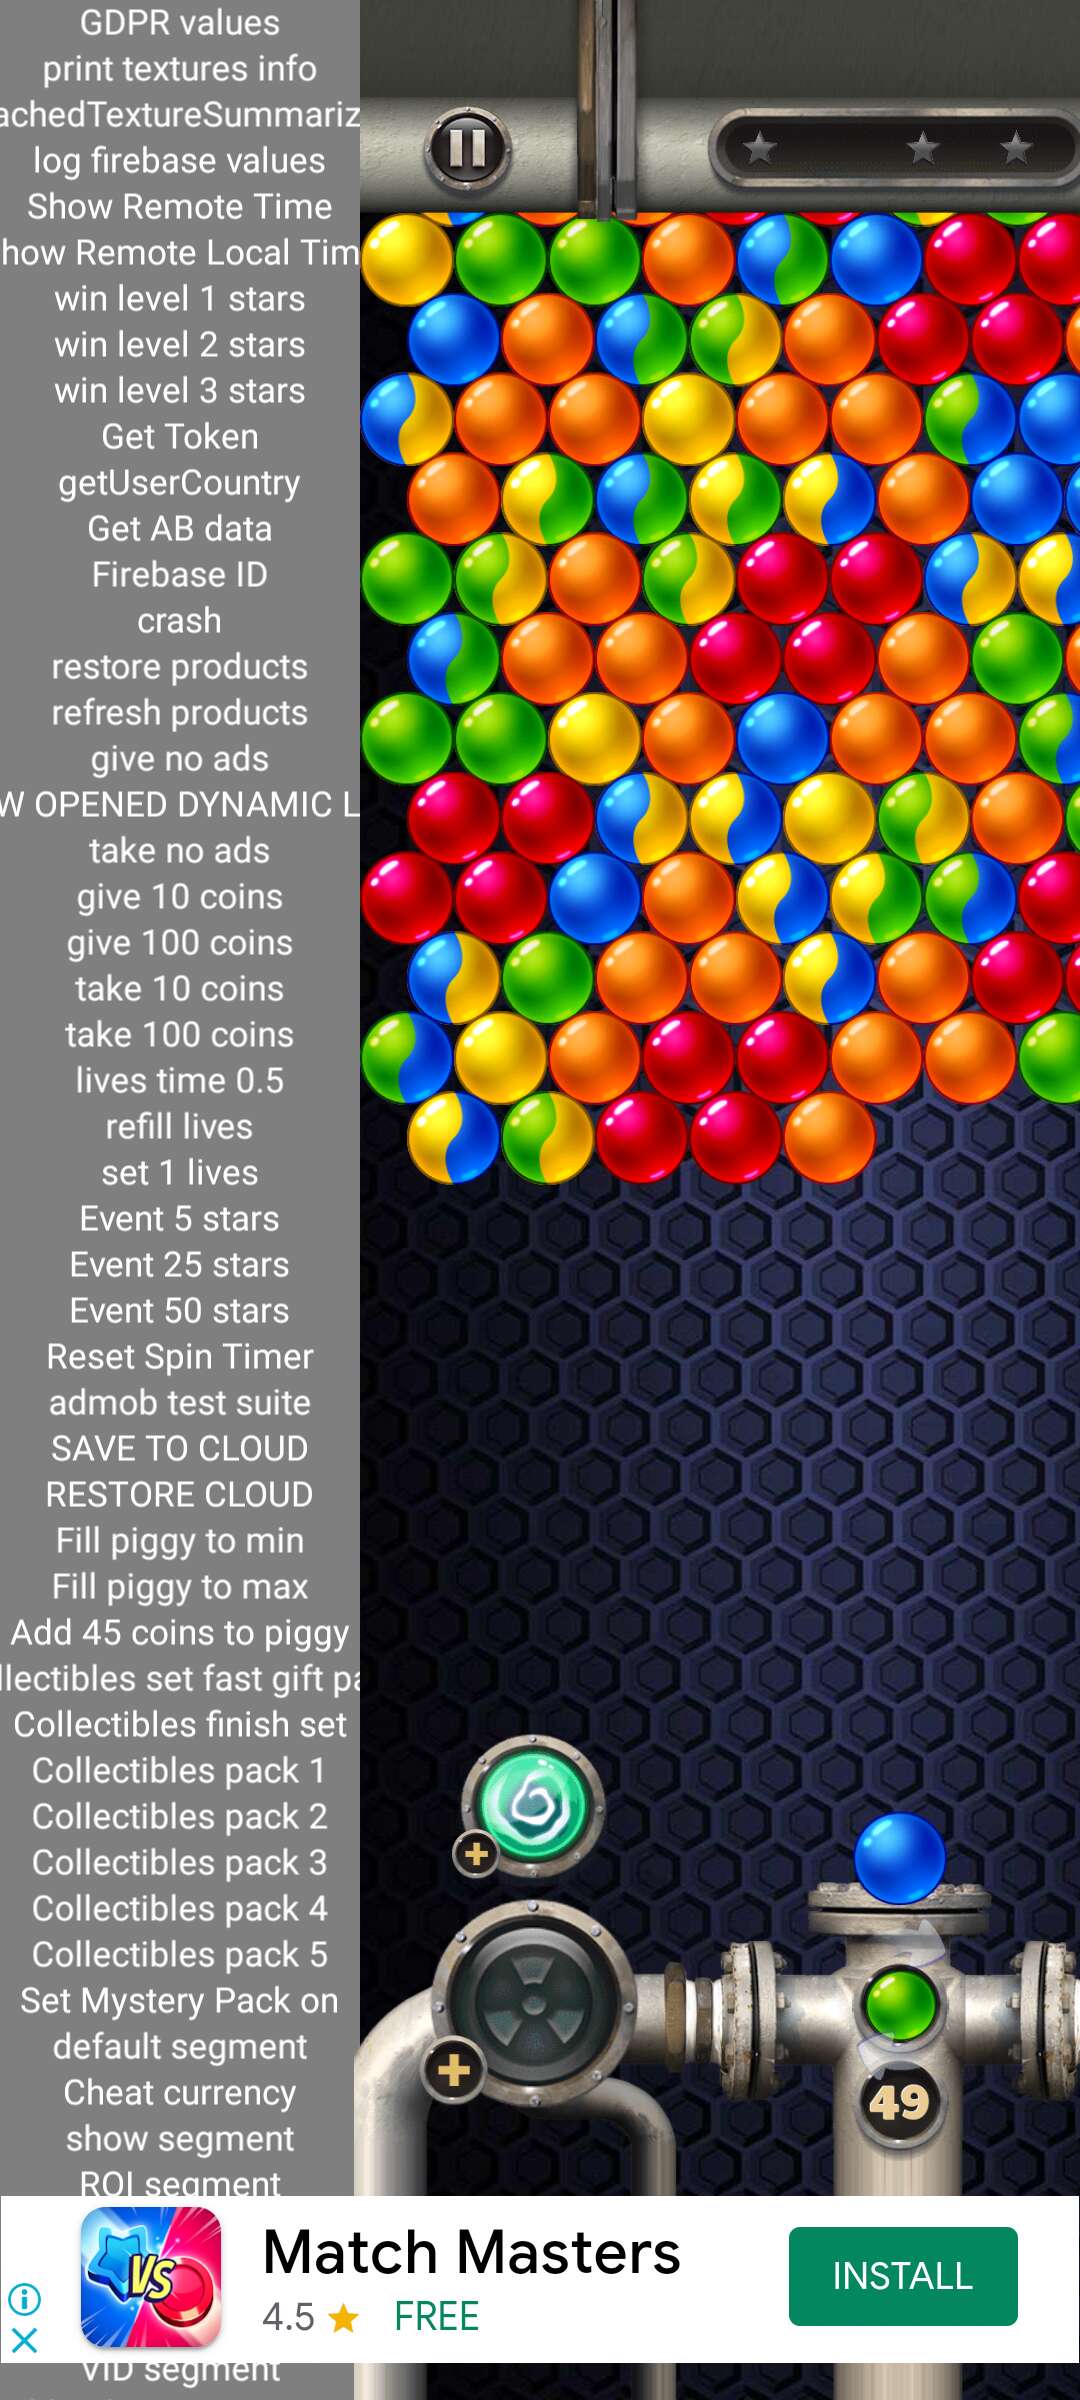 GDPR values
print textures info
achedTextureSummariz
log firebase values
Show Remote Time
how Remote Local Tim
win level 1 stars
win level 2 stars
win level 3 stars
Get Token
getUserCountry
Get AB data
Firebase ID
crash
restore products
refresh products
give no ads
W OPENED DYNAMIC L
take no ads
give 10 coins
give 100 coins
take 10 coins
take 100 coins
lives time 0.5
refill lives
set 1 lives
Event 5 stars
Event 25 stars
Event 50 stars
Reset Spin Timer
admob test suite
SAVE TO CLOUD
RESTORE CLOUD
Fill piggy to min
Fill piggy to max
Add 45 coins to piggy
llectibles set fast gift pa
Collectibles finish set
Collectibles pack 1
Collectibles pack 2
Collectibles pack 3
Collectibles pack 4
Collectibles pack 5
Set Mystery Pack on
default segment
Cheat currency
show segment
ROI segment
49
VS
Match Masters
4.5 FREE
INSTALL
VID segment